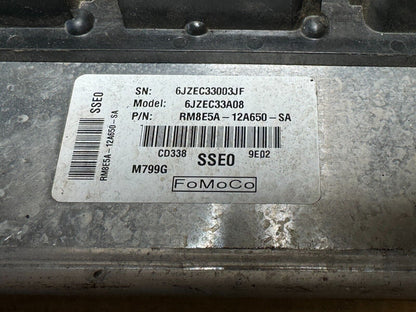 SN: 6JZEC33003JF
Model: 6JZEC33A08
P/N: RM8E5A-12A650-SA
CD338 SSE0 9E02
M799G
FoMoCo
SSE0
RM8E5A-12A650-SA